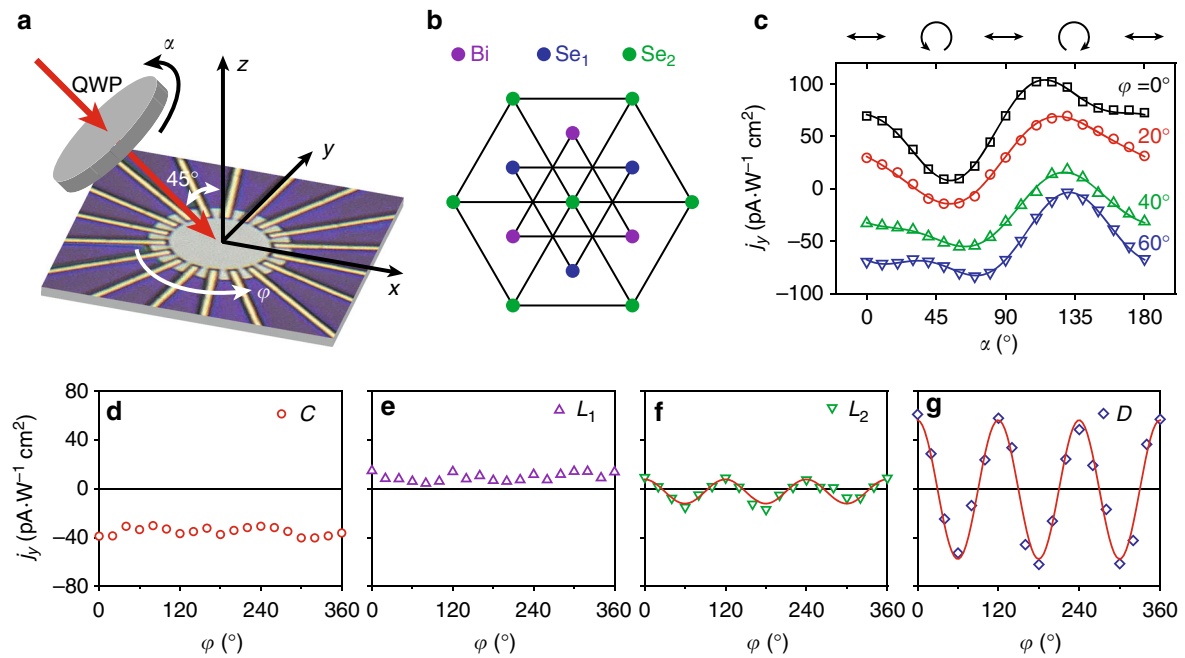 a
α
QWP
z
y
45°
x
φ
b
Bi
Se1
Se2
c
100
50
0
−50
−100
jy (pA·W−1 cm2)
φ =0°
20°
40°
60°
0
45
90
135
180
α (°)
d
C
80
40
0
−40
−80
jy (pA·W−1 cm2)
0
120
240
360
φ (°)
e
L1
0
120
240
360
φ (°)
f
L2
0
120
240
360
φ (°)
g
D
0
120
240
360
φ (°)